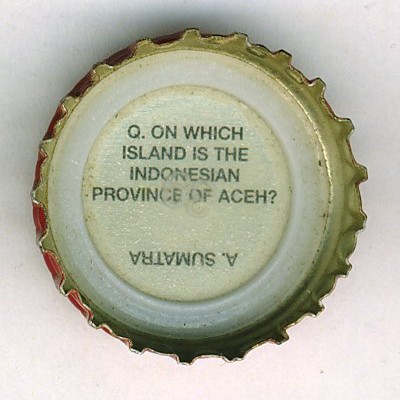 Q. ON WHICH
ISLAND IS THE
INDONESIAN
PROVINCE OF ACEH?
A. SUMATRA